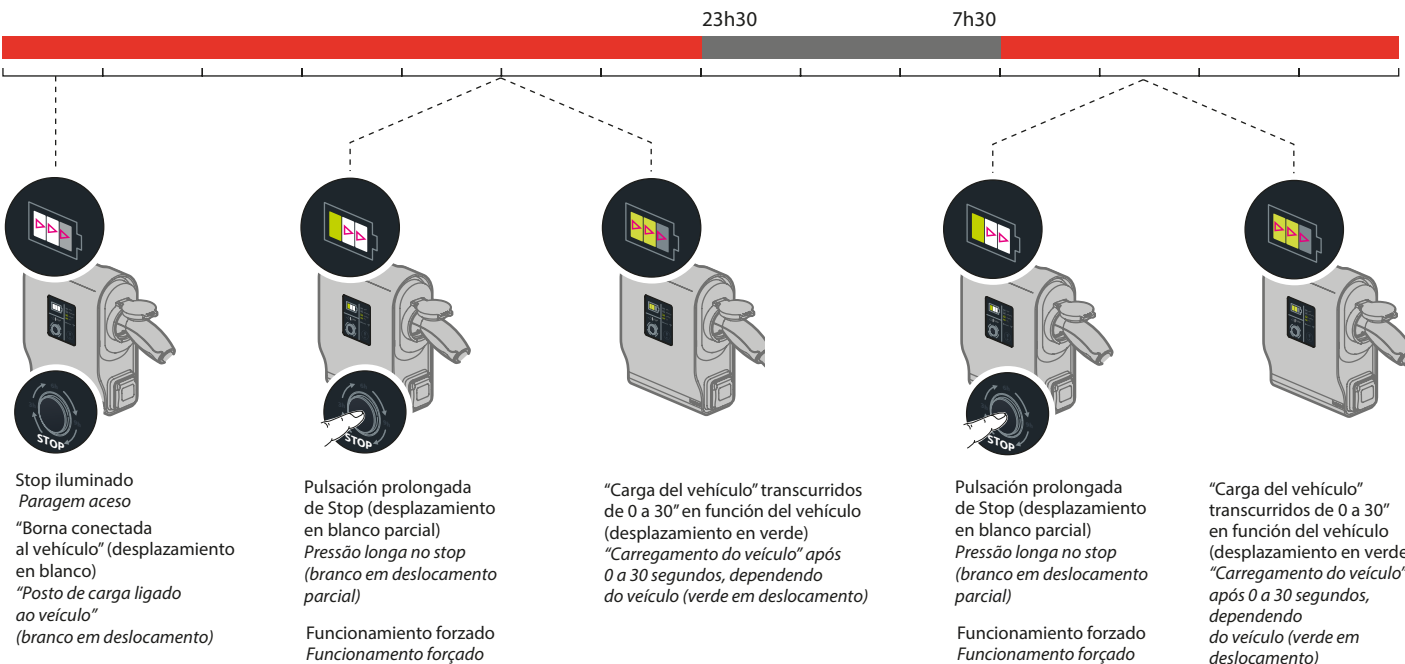 23h30
7h30
STOP
STOP
STOP
Stop iluminado
Paragem aceso
“Borna conectada
al vehículo” (desplazamiento
en blanco)
“Posto de carga ligado
ao veículo”
(branco em deslocamento)
Pulsación prolongada
de Stop (desplazamiento
en blanco parcial)
Pressão longa no stop
(branco em deslocamento
parcial)
Funcionamiento forzado
Funcionamento forçado
“Carga del vehículo” transcurridos
de 0 a 30” en función del vehículo
(desplazamiento en verde)
“Carregamento do veículo” após
0 a 30 segundos, dependendo
do veículo (verde em deslocamento)
Pulsación prolongada
de Stop (desplazamiento
en blanco parcial)
Pressão longa no stop
(branco em deslocamento
parcial)
Funcionamiento forzado
Funcionamento forçado
“Carga del vehículo”
transcurridos de 0 a 30”
en función del vehículo
(desplazamiento en verde
“Carregamento do veículo”
após 0 a 30 segundos,
dependendo
do veículo (verde em
deslocamento)